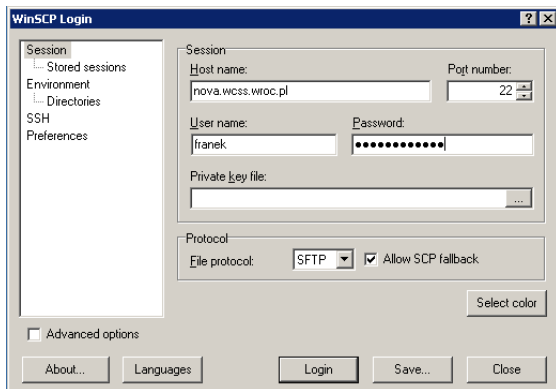 WinSCP Login
Session
Stored sessions
Environment
Directories
SSH
Preferences
Session
Host name:
Port number:
nova.wcss.wroc.pl
22
User name:
Password:
franek
●●●●●●●●●●●●
Private key file:
...
Protocol
File protocol:
SFTP
Allow SCP fallback
Select color
Advanced options
About...
Languages
Login
Save...
Close